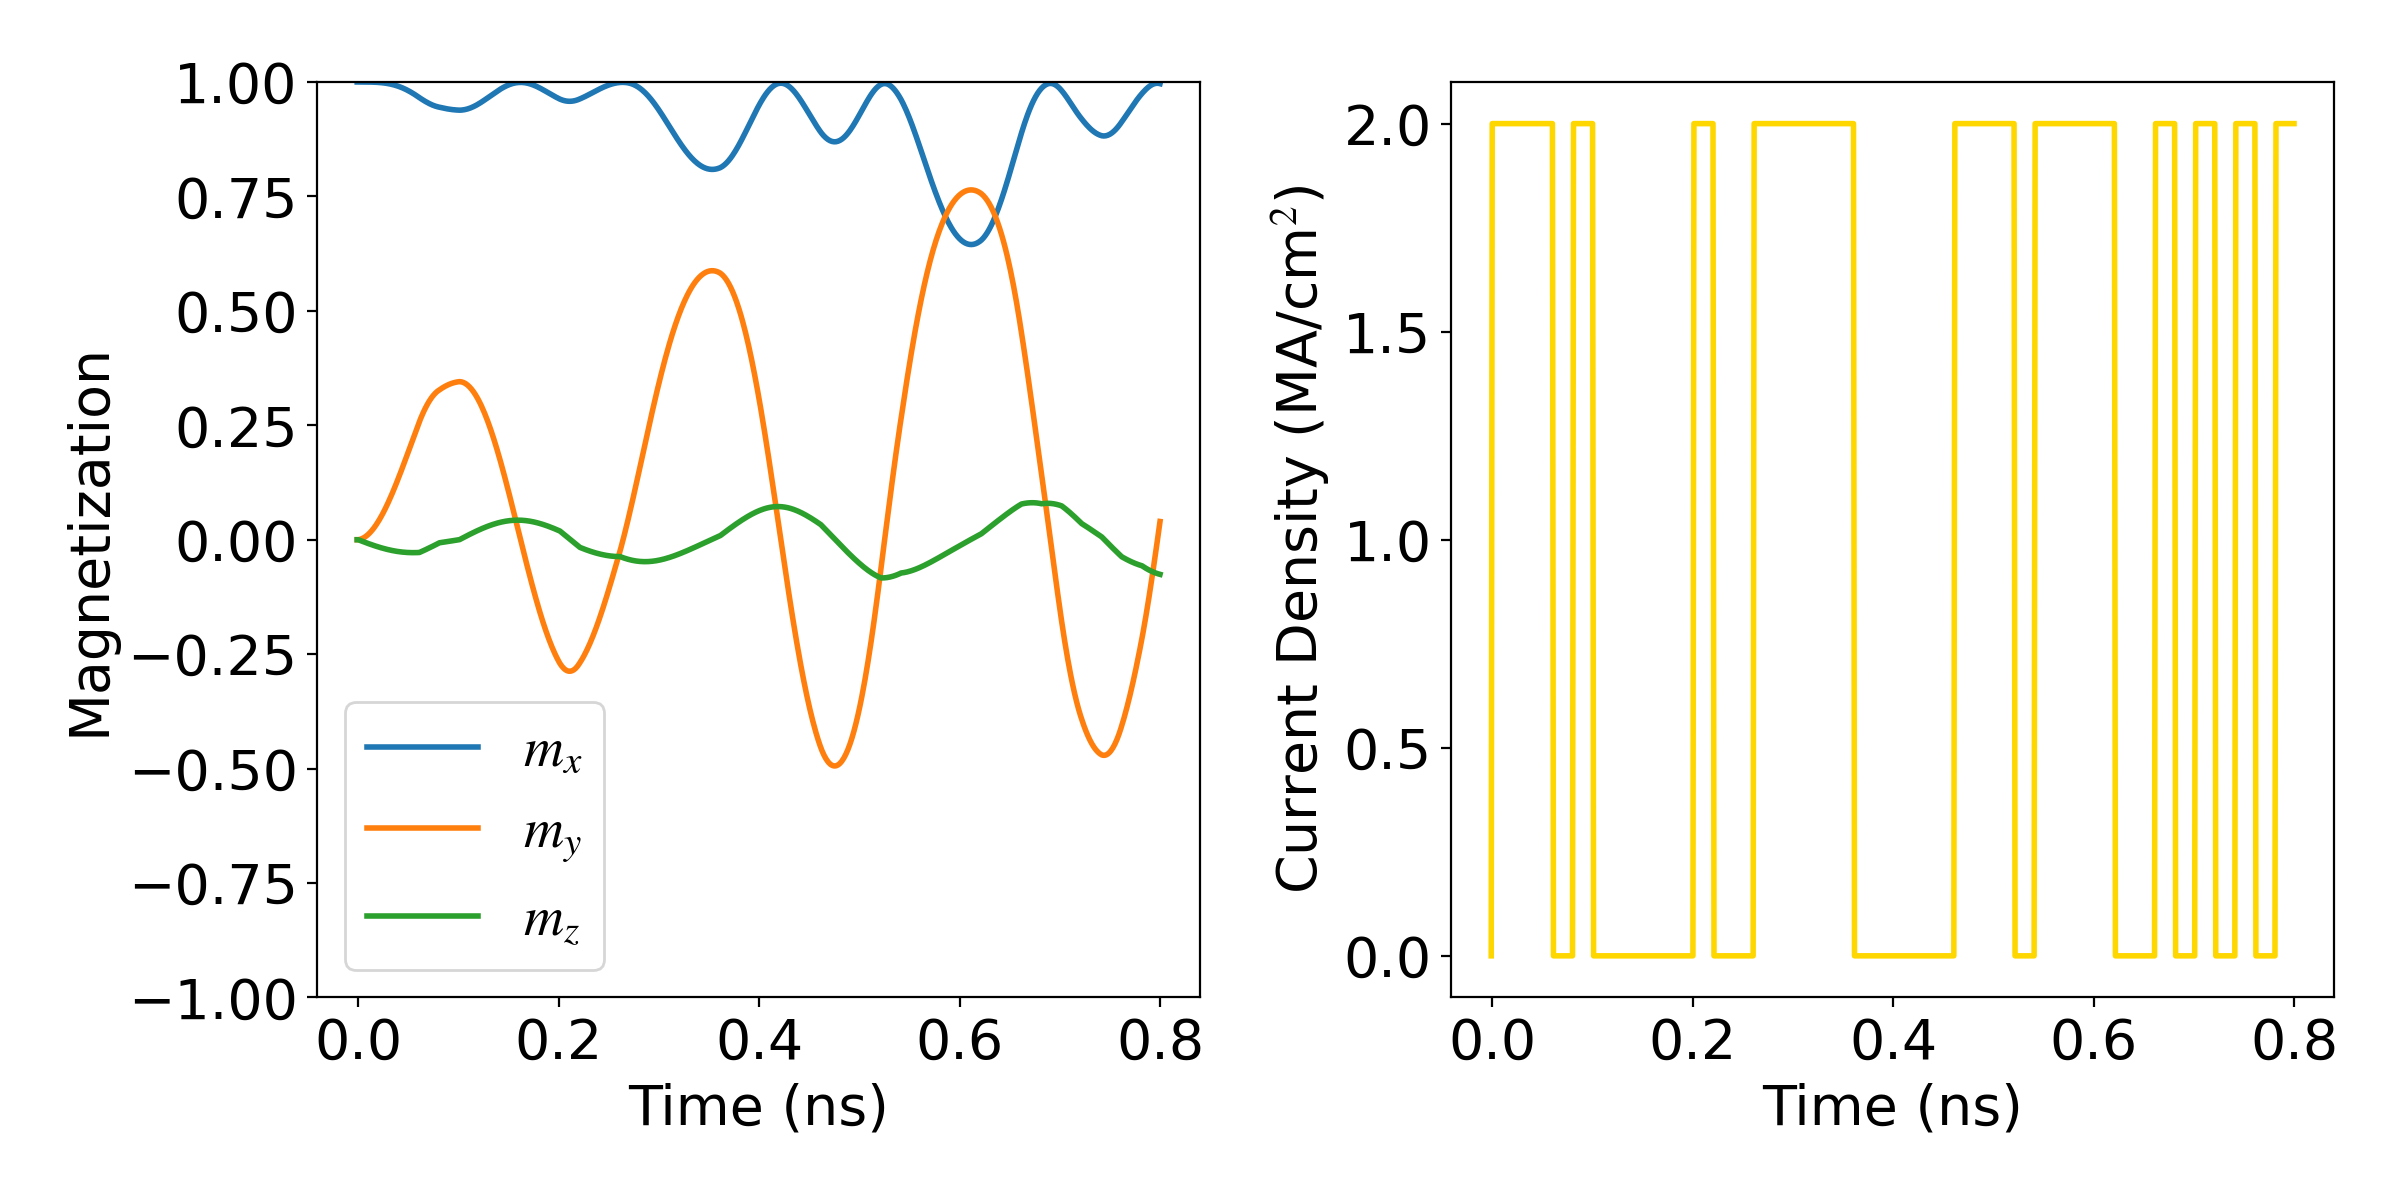 Magnetization
1.00
0.75
0.50
0.25
0.00
−0.25
−0.50
−0.75
−1.00
0.0 0.2 0.4 0.6 0.8
Time (ns)
m_x
m_y
m_z
Current Density (MA/cm²)
2.0
1.5
1.0
0.5
0.0
0.0 0.2 0.4 0.6 0.8
Time (ns)